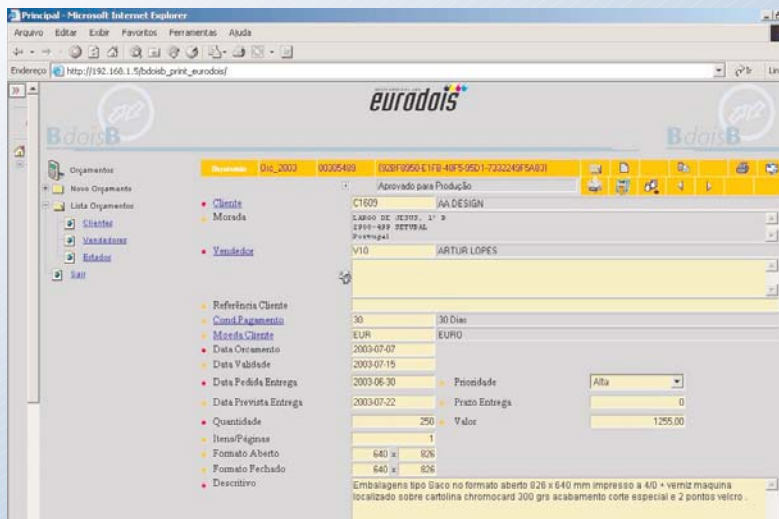 Principal - Microsoft Internet Explorer
Arquivo Editar Exibir Favoritos Ferramentas Ajuda
Endereço http://192.168.1.5/bdoisb_print_eurodois/ Ir
eurodois
BdoisB BdoisB
Orçamentos
Novo Orçamento
Lista Orçamentos
Clientes
Vendedores
Estados
Sair
Orc_2003 00305489
Aprovado para Produção
Cliente C1609 AA DESIGN
Morada LARGO DE JESUS, 1º B
2900-499 SETUBAL
Portugal
Vendedor V10 ARTUR LOPES
Referência Cliente
Cond.Pagamento 30 30 Dias
Moeda Cliente EUR EURO
Data Orcamento 2003-07-07
Data Validade 2003-07-15
Data Pedida Entrega 2003-06-30 Prioridade Alta
Data Prevista Entrega 2003-07-22 Prazo Entrega 0
Quantidade 250 Valor 1255,00
Itens/Páginas 1
Formato Aberto 640 x 826
Formato Fechado 640 x 826
Descritivo Embalagens tipo Saco no formato aberto 826 x 640 mm impresso a 4/0 + verniz maquina
localizado sobre cartolina chromocard 300 grs acabamento corte especial e 2 pontos velcro .